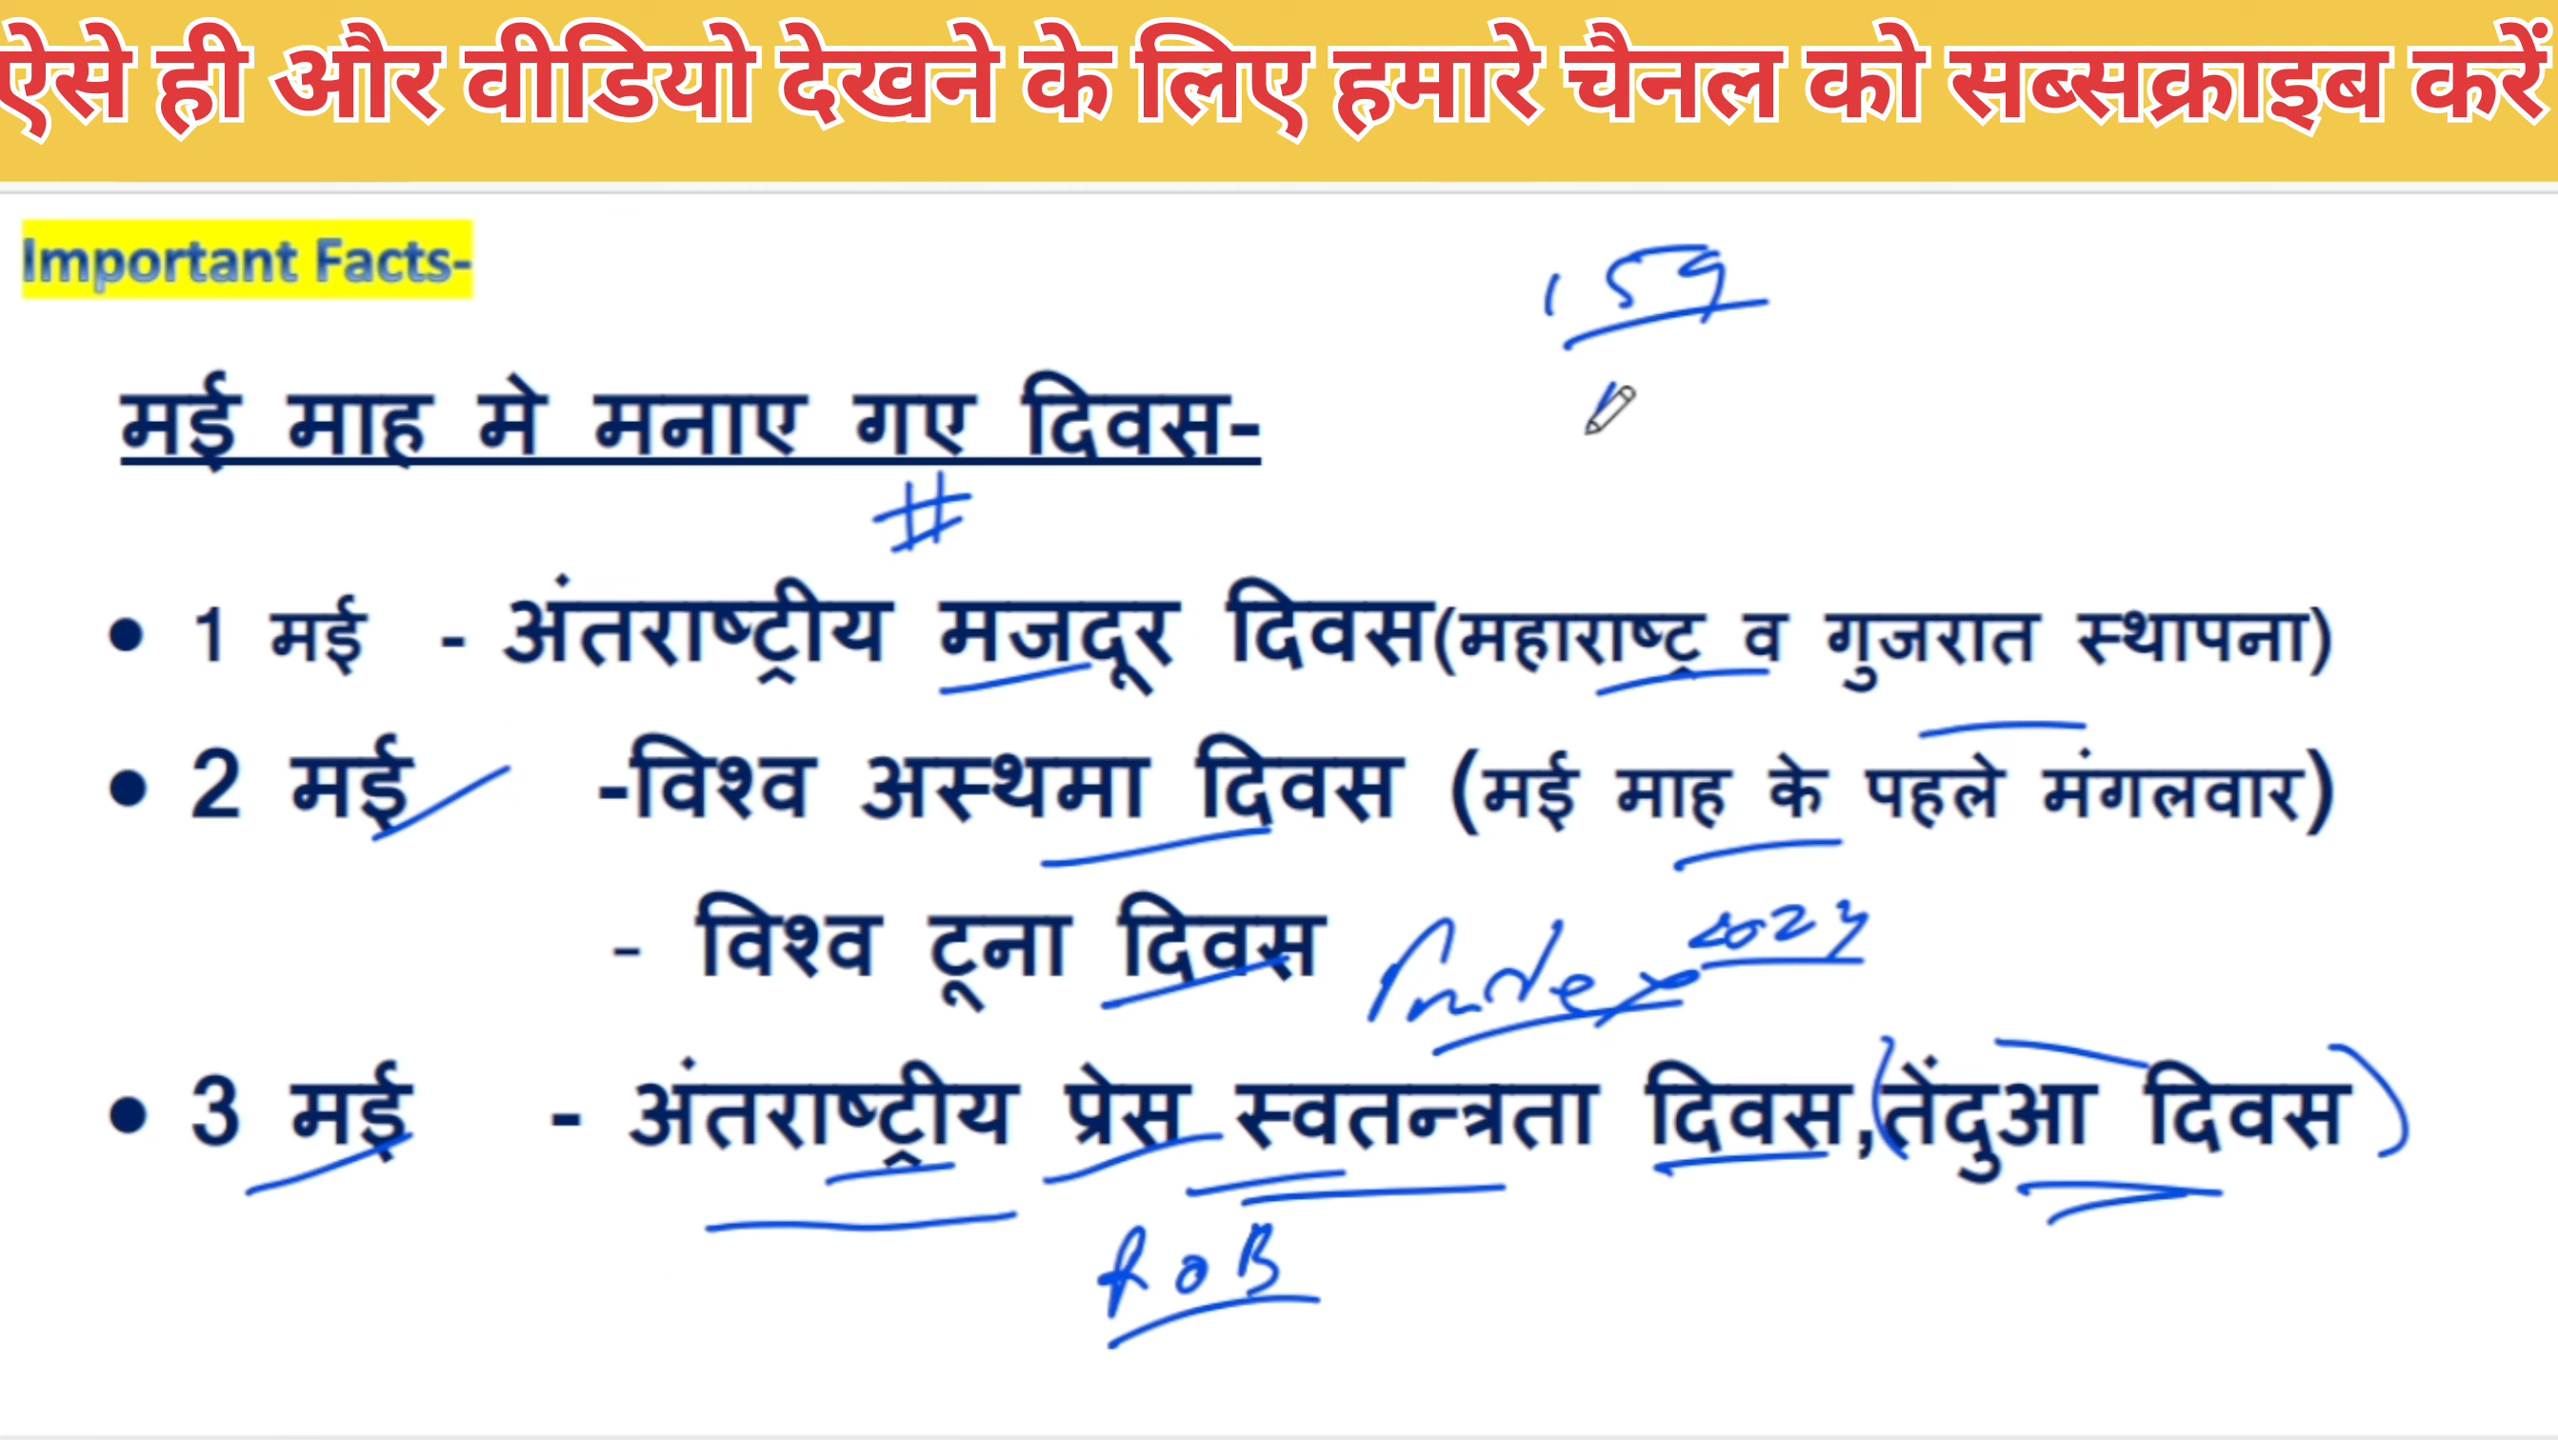 ऐसे ही और वीडियो देखने के लिए हमारे चैनल को सब्सक्राइब करें
Important Facts-
159
मई माह मे मनाए गए दिवस-
#
• 1 मई - अंतराष्ट्रीय मजदूर दिवस(महाराष्ट्र व गुजरात स्थापना)
• 2 मई -विश्व अस्थमा दिवस (मई माह के पहले मंगलवार)
- विश्व टूना दिवस
Index
• 3 मई - अंतराष्ट्रीय प्रेस स्वतन्त्रता दिवस,(तेंदुआ दिवस)